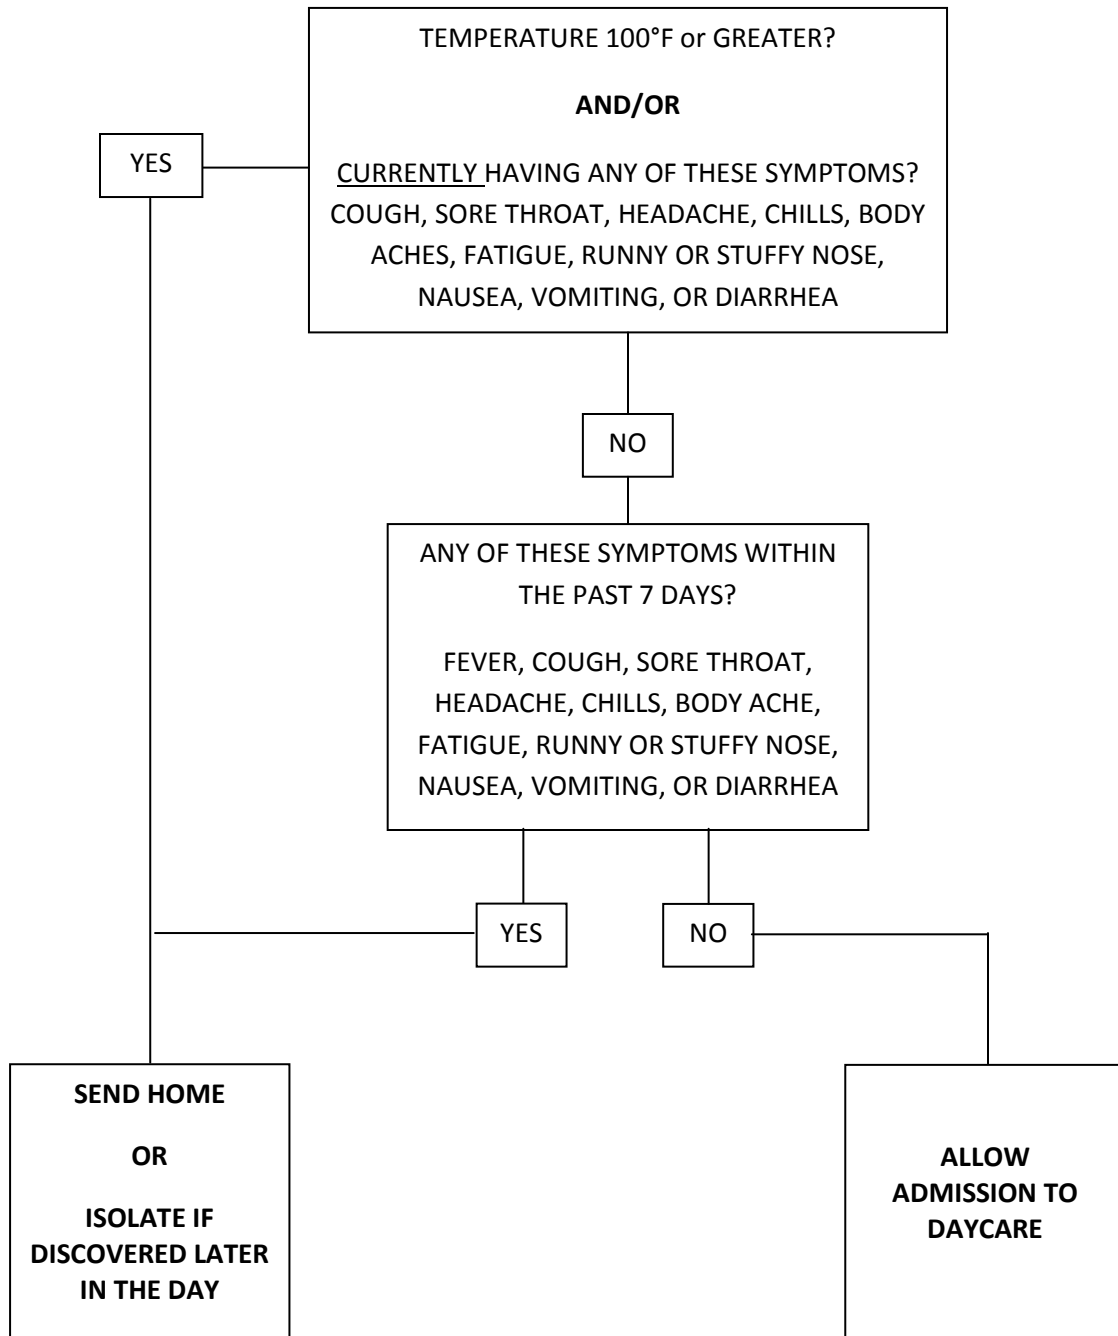 TEMPERATURE 100°F or GREATER?
AND/OR
YES
CURRENTLY HAVING ANY OF THESE SYMPTOMS?
COUGH, SORE THROAT, HEADACHE, CHILLS, BODY
ACHES, FATIGUE, RUNNY OR STUFFY NOSE,
NAUSEA, VOMITING, OR DIARRHEA
NO
ANY OF THESE SYMPTOMS WITHIN
THE PAST 7 DAYS?
FEVER, COUGH, SORE THROAT,
HEADACHE, CHILLS, BODY ACHE,
FATIGUE, RUNNY OR STUFFY NOSE,
NAUSEA, VOMITING, OR DIARRHEA
YES
NO
SEND HOME
OR
ISOLATE IF
DISCOVERED LATER
IN THE DAY
ALLOW
ADMISSION TO
DAYCARE